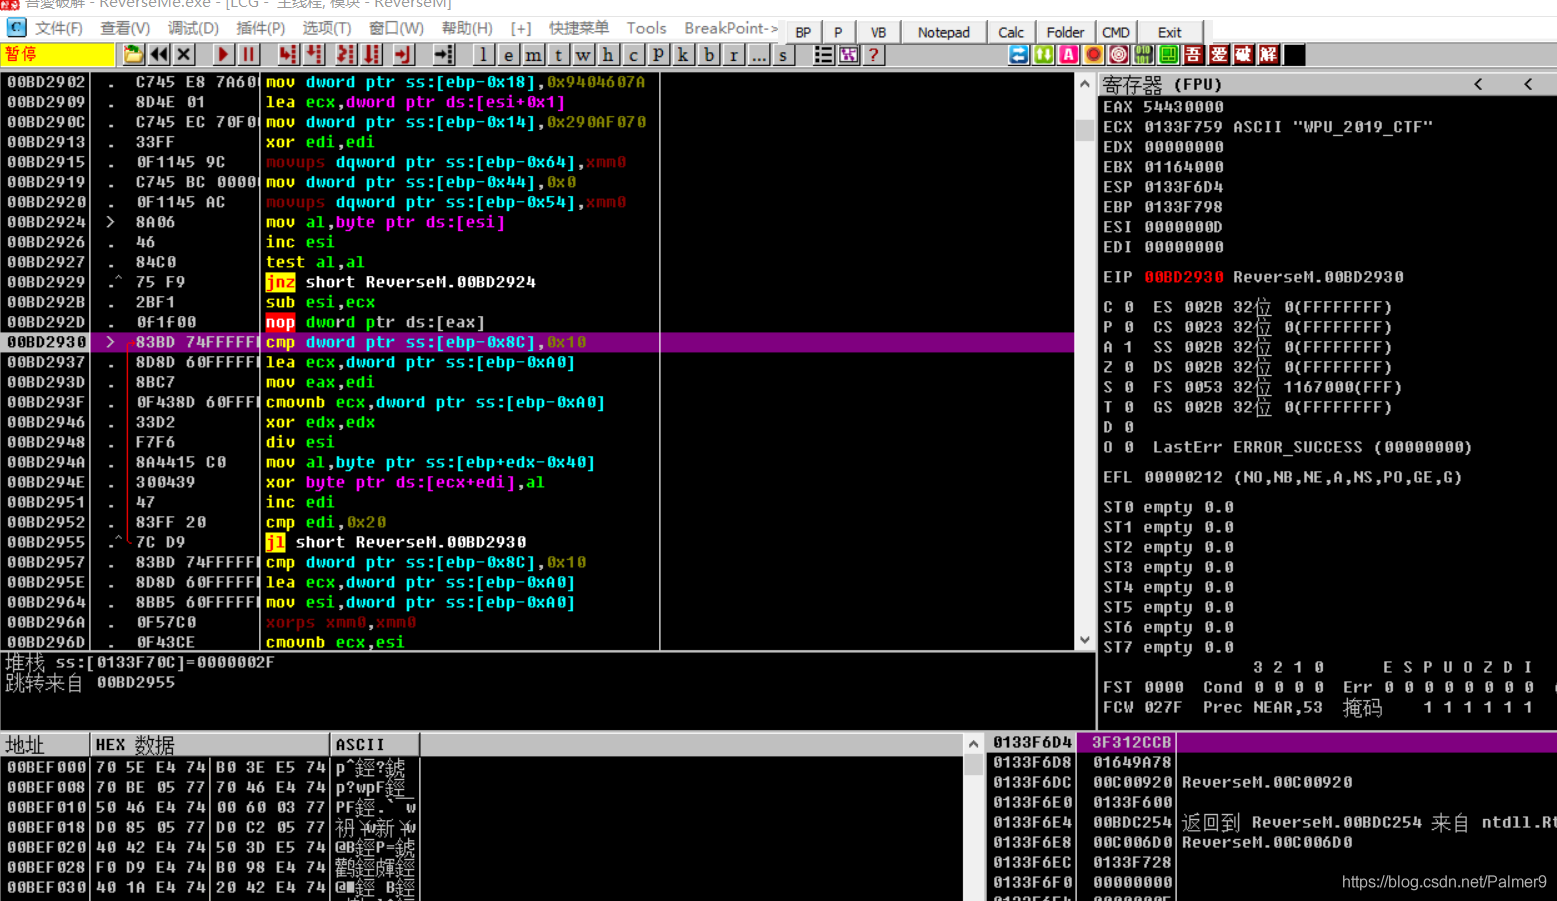 吾爱破解 - ReverseMe.exe - [LCG - 主线程, 模块 - ReverseM]
文件(F) 查看(V) 调试(D) 插件(P) 选项(T) 窗口(W) 帮助(H) [+] 快捷菜单 Tools BreakPoint-> BP P VB Notepad Calc Folder CMD Exit
暂停 l e m t w h c P k b r ... s ? 吾 爱 破 解
00BD2902 . C745 E8 7A60 mov dword ptr ss:[ebp-0x18],0x9404607A
00BD2909 . 8D4E 01 lea ecx,dword ptr ds:[esi+0x1]
00BD290C . C745 EC 70F0 mov dword ptr ss:[ebp-0x14],0x290AF070
00BD2913 . 33FF xor edi,edi
00BD2915 . 0F1145 9C movups dqword ptr ss:[ebp-0x64],xmm0
00BD2919 . C745 BC 0000 mov dword ptr ss:[ebp-0x44],0x0
00BD2920 . 0F1145 AC movups dqword ptr ss:[ebp-0x54],xmm0
00BD2924 > 8A06 mov al,byte ptr ds:[esi]
00BD2926 . 46 inc esi
00BD2927 . 84C0 test al,al
00BD2929 .^ 75 F9 jnz short ReverseM.00BD2924
00BD292B . 2BF1 sub esi,ecx
00BD292D . 0F1F00 nop dword ptr ds:[eax]
00BD2930 > 83BD 74FFFFF cmp dword ptr ss:[ebp-0x8C],0x10
00BD2937 . 8D8D 60FFFFF lea ecx,dword ptr ss:[ebp-0xA0]
00BD293D . 8BC7 mov eax,edi
00BD293F . 0F438D 60FFF cmovnb ecx,dword ptr ss:[ebp-0xA0]
00BD2946 . 33D2 xor edx,edx
00BD2948 . F7F6 div esi
00BD294A . 8A4415 C0 mov al,byte ptr ss:[ebp+edx-0x40]
00BD294E . 300439 xor byte ptr ds:[ecx+edi],al
00BD2951 . 47 inc edi
00BD2952 . 83FF 20 cmp edi,0x20
00BD2955 .^ 7C D9 jl short ReverseM.00BD2930
00BD2957 . 83BD 74FFFFF cmp dword ptr ss:[ebp-0x8C],0x10
00BD295E . 8D8D 60FFFFF lea ecx,dword ptr ss:[ebp-0xA0]
00BD2964 . 8BB5 60FFFFF mov esi,dword ptr ss:[ebp-0xA0]
00BD296A . 0F57C0 xorps xmm0,xmm0
00BD296D . 0F43CE cmovnb ecx,esi
堆栈 ss:[0133F70C]=0000002F
跳转来自 00BD2955
寄存器 (FPU) < <
EAX 54430000
ECX 0133F759 ASCII "WPU_2019_CTF"
EDX 00000000
EBX 01164000
ESP 0133F6D4
EBP 0133F798
ESI 0000000D
EDI 00000000
EIP 00BD2930 ReverseM.00BD2930
C 0 ES 002B 32位 0(FFFFFFFF)
P 0 CS 0023 32位 0(FFFFFFFF)
A 1 SS 002B 32位 0(FFFFFFFF)
Z 0 DS 002B 32位 0(FFFFFFFF)
S 0 FS 0053 32位 1167000(FFF)
T 0 GS 002B 32位 0(FFFFFFFF)
D 0
O 0 LastErr ERROR_SUCCESS (00000000)
EFL 00000212 (NO,NB,NE,A,NS,PO,GE,G)
ST0 empty 0.0
ST1 empty 0.0
ST2 empty 0.0
ST3 empty 0.0
ST4 empty 0.0
ST5 empty 0.0
ST6 empty 0.0
ST7 empty 0.0
3 2 1 0 E S P U O Z D I
FST 0000 Cond 0 0 0 0 Err 0 0 0 0 0 0 0 0
FCW 027F Prec NEAR,53 掩码 1 1 1 1 1 1
地址 HEX 数据 ASCII
00BEF000 70 5E E4 74 B0 3E E5 74
00BEF008 70 BE 05 77 70 46 E4 74
00BEF010 50 46 E4 74 00 60 03 77
00BEF018 D0 85 05 77 D0 C2 05 77
00BEF020 40 42 E4 74 50 3D E5 74
00BEF028 F0 D9 E4 74 B0 98 E4 74
00BEF030 40 1A E4 74 20 42 E4 74
0133F6D4 3F312CCB
0133F6D8 01649A78
0133F6DC 00C00920 ReverseM.00C00920
0133F6E0 0133F600
0133F6E4 00BDC254 返回到 ReverseM.00BDC254 来自 ntdll.Rt
0133F6E8 00C006D0 ReverseM.00C006D0
0133F6EC 0133F728
0133F6F0 00000000
https://blog.csdn.net/Palmer9